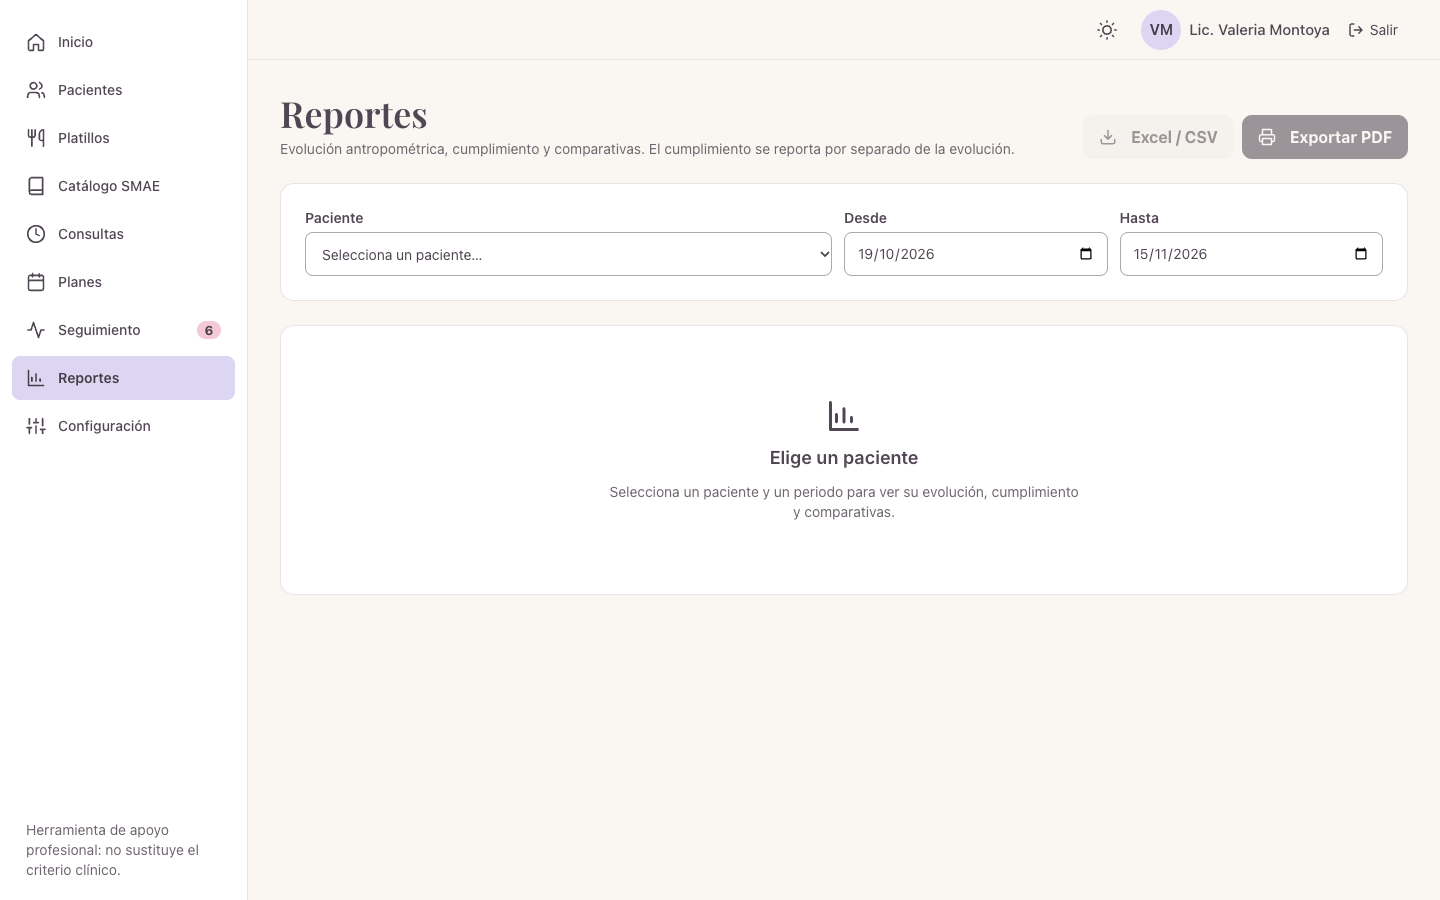 Inicio
Pacientes
Platillos
Catálogo SMAE
Consultas
Planes
Seguimiento 6
Reportes
Configuración
Herramienta de apoyo
profesional: no sustituye el
criterio clínico.
VM Lic. Valeria Montoya Salir
Reportes
Evolución antropométrica, cumplimiento y comparativas. El cumplimiento se reporta por separado de la evolución.
Excel / CSV Exportar PDF
Paciente Desde Hasta
Selecciona un paciente... 19/10/2026 15/11/2026
Elige un paciente
Selecciona un paciente y un periodo para ver su evolución, cumplimiento
y comparativas.